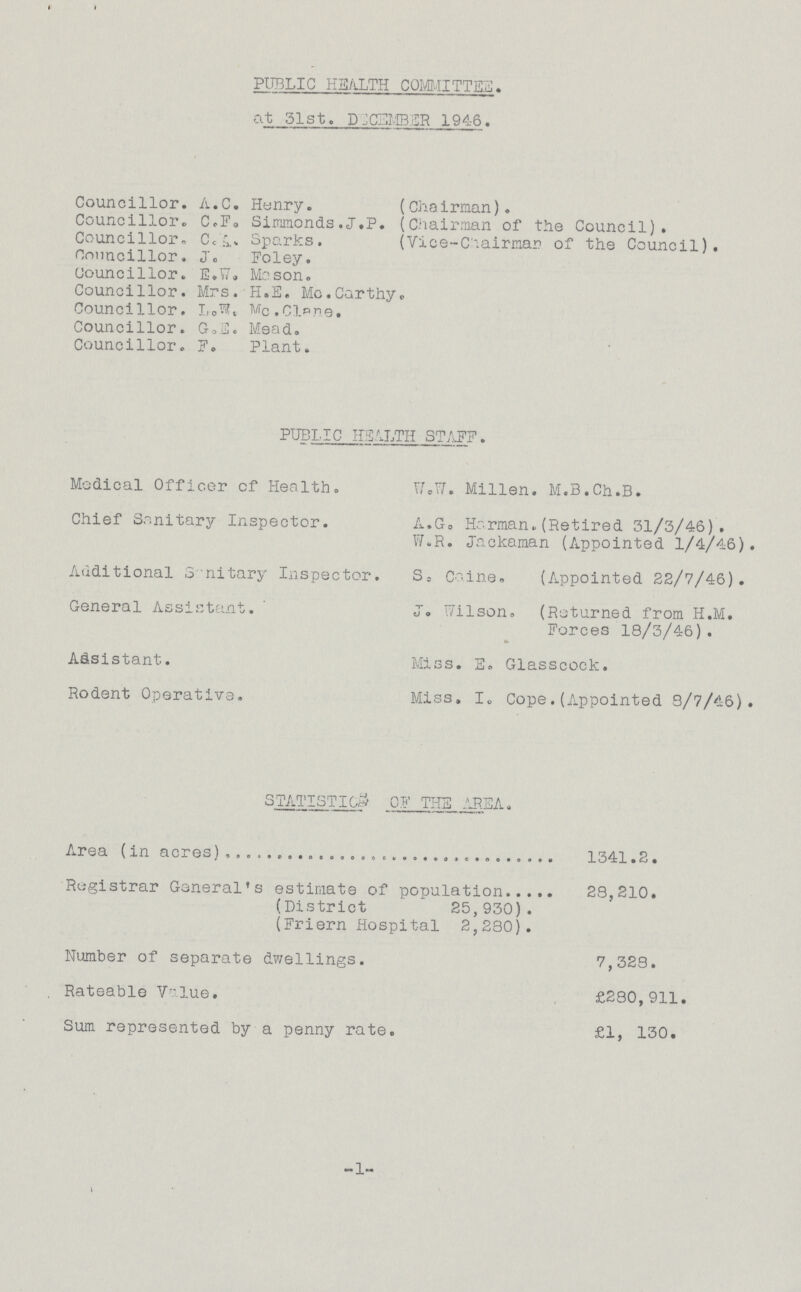 PUBLIC HEALTH COMMITTEE.
at 31st. DECEMBER 1946.
Councillor. A.C. Henry. (Chairman).
Councillor. C.F. Simmonds.J.P. (Chairman of the Council).
Councillor. C.A. Sparks. (Vice-Chairman of the Council).
Councillor. J. Foley.
Councillor. E.W. Mason.
Councillor. Mrs. H.E. Mc.Carthy.
Councillor. L.W. Mc.Clane.
Councillor. G.E. Mead.
Councillor. F. Plant.
PUBLIC HEALTH STAFF.
Medical Officer of Health. W.W. Millen. M.B.Ch.B.
Chief Sanitary Inspector. A.G. Harman.(Retired 31/3/46).
W.R. Jackaman (Appointed 1/4/46).
Additional Sanitary Inspector. S. Caine. (Appointed 22/7/46).
General Assistant. J. Wilson. (Returned from H.M.
Forces 18/3/46).
Assistant. Miss. E. Glasscock.
Rodent Operative. Miss. I. Cope.(Appointed 8/7/46).
STATISTICS OF THE AREA.
Area (in acres)................................ 1341.2.
Registrar General's estimate of population..... 28,210.
(District 25,930).
(Friern Hospital 2,280).
Number of separate dwellings. 7,328.
Rateable Value. £280,911.
Sum represented by a penny rate. £1, 130.
-1-